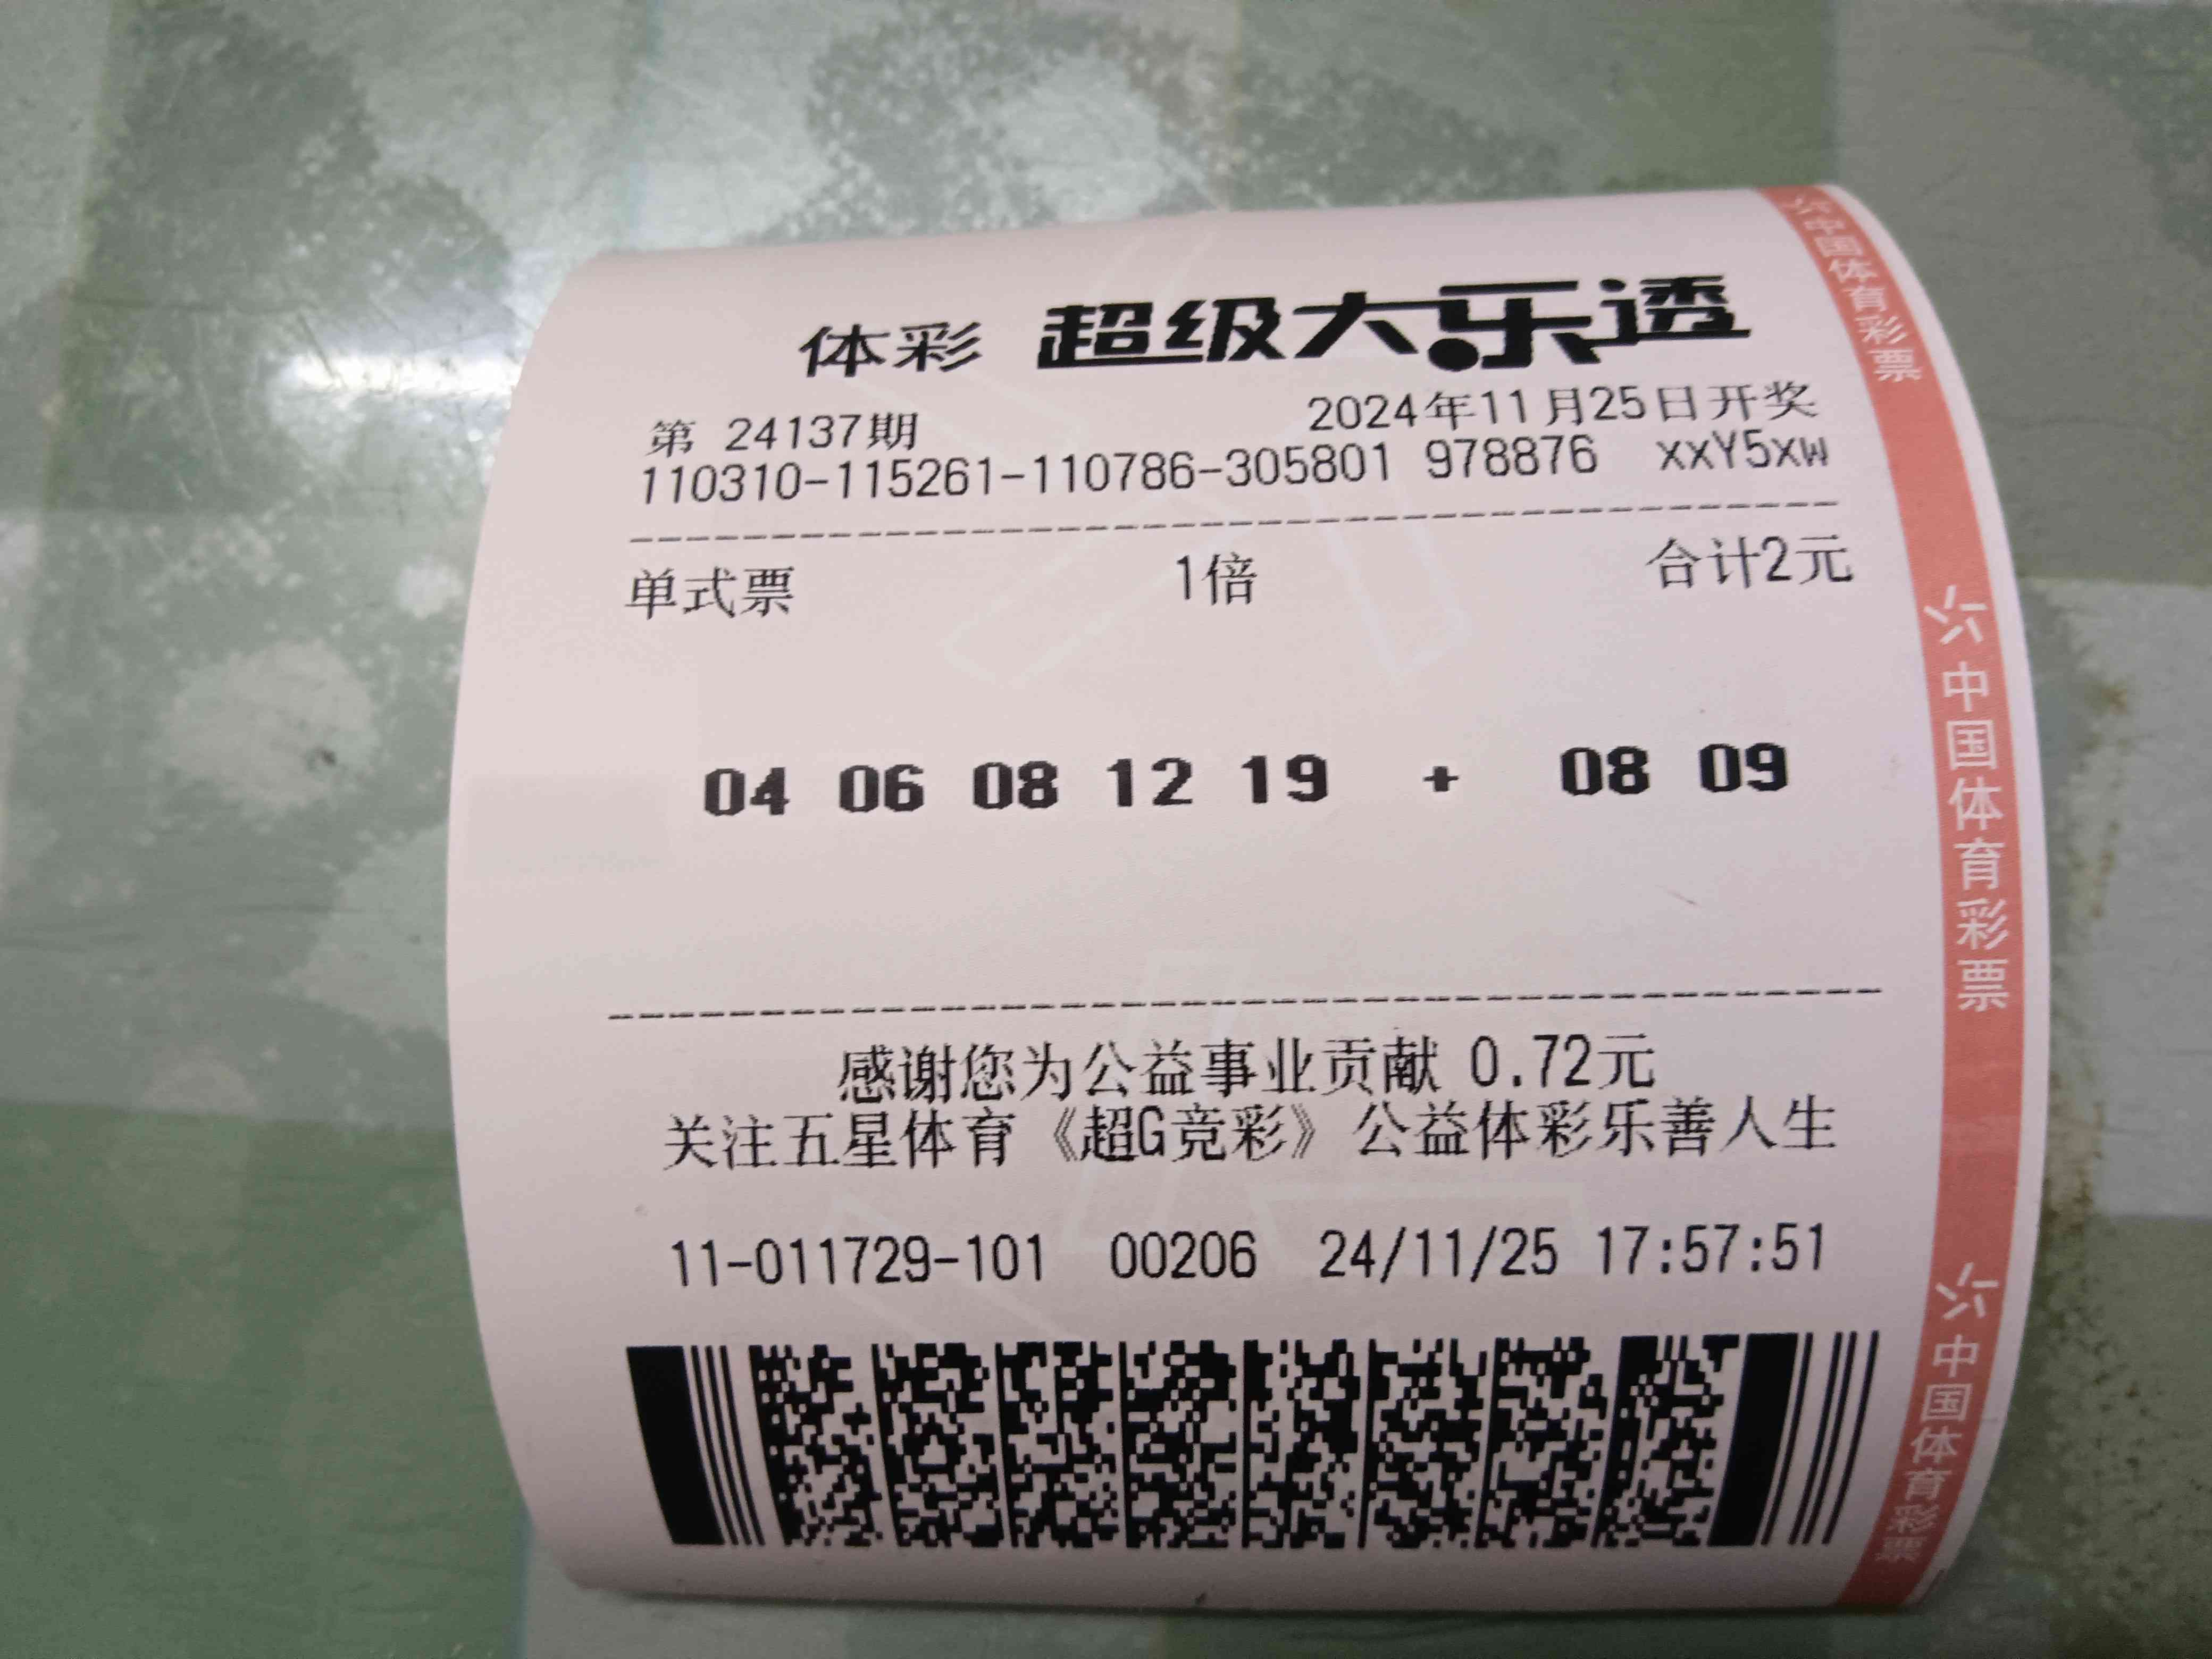 体彩 超级大乐透
第 24137期 2024年11月25日开奖
110310-115261-110786-305801 978876 xxY5xw
单式票 1倍 合计2元
04 06 08 12 19 + 08 09
感谢您为公益事业贡献 0.72元
关注五星体育《超G竞彩》公益体彩乐善人生
11-011729-101 00206 24/11/25 17:57:51
中国体育彩票
中国体育彩票
中国体育彩票